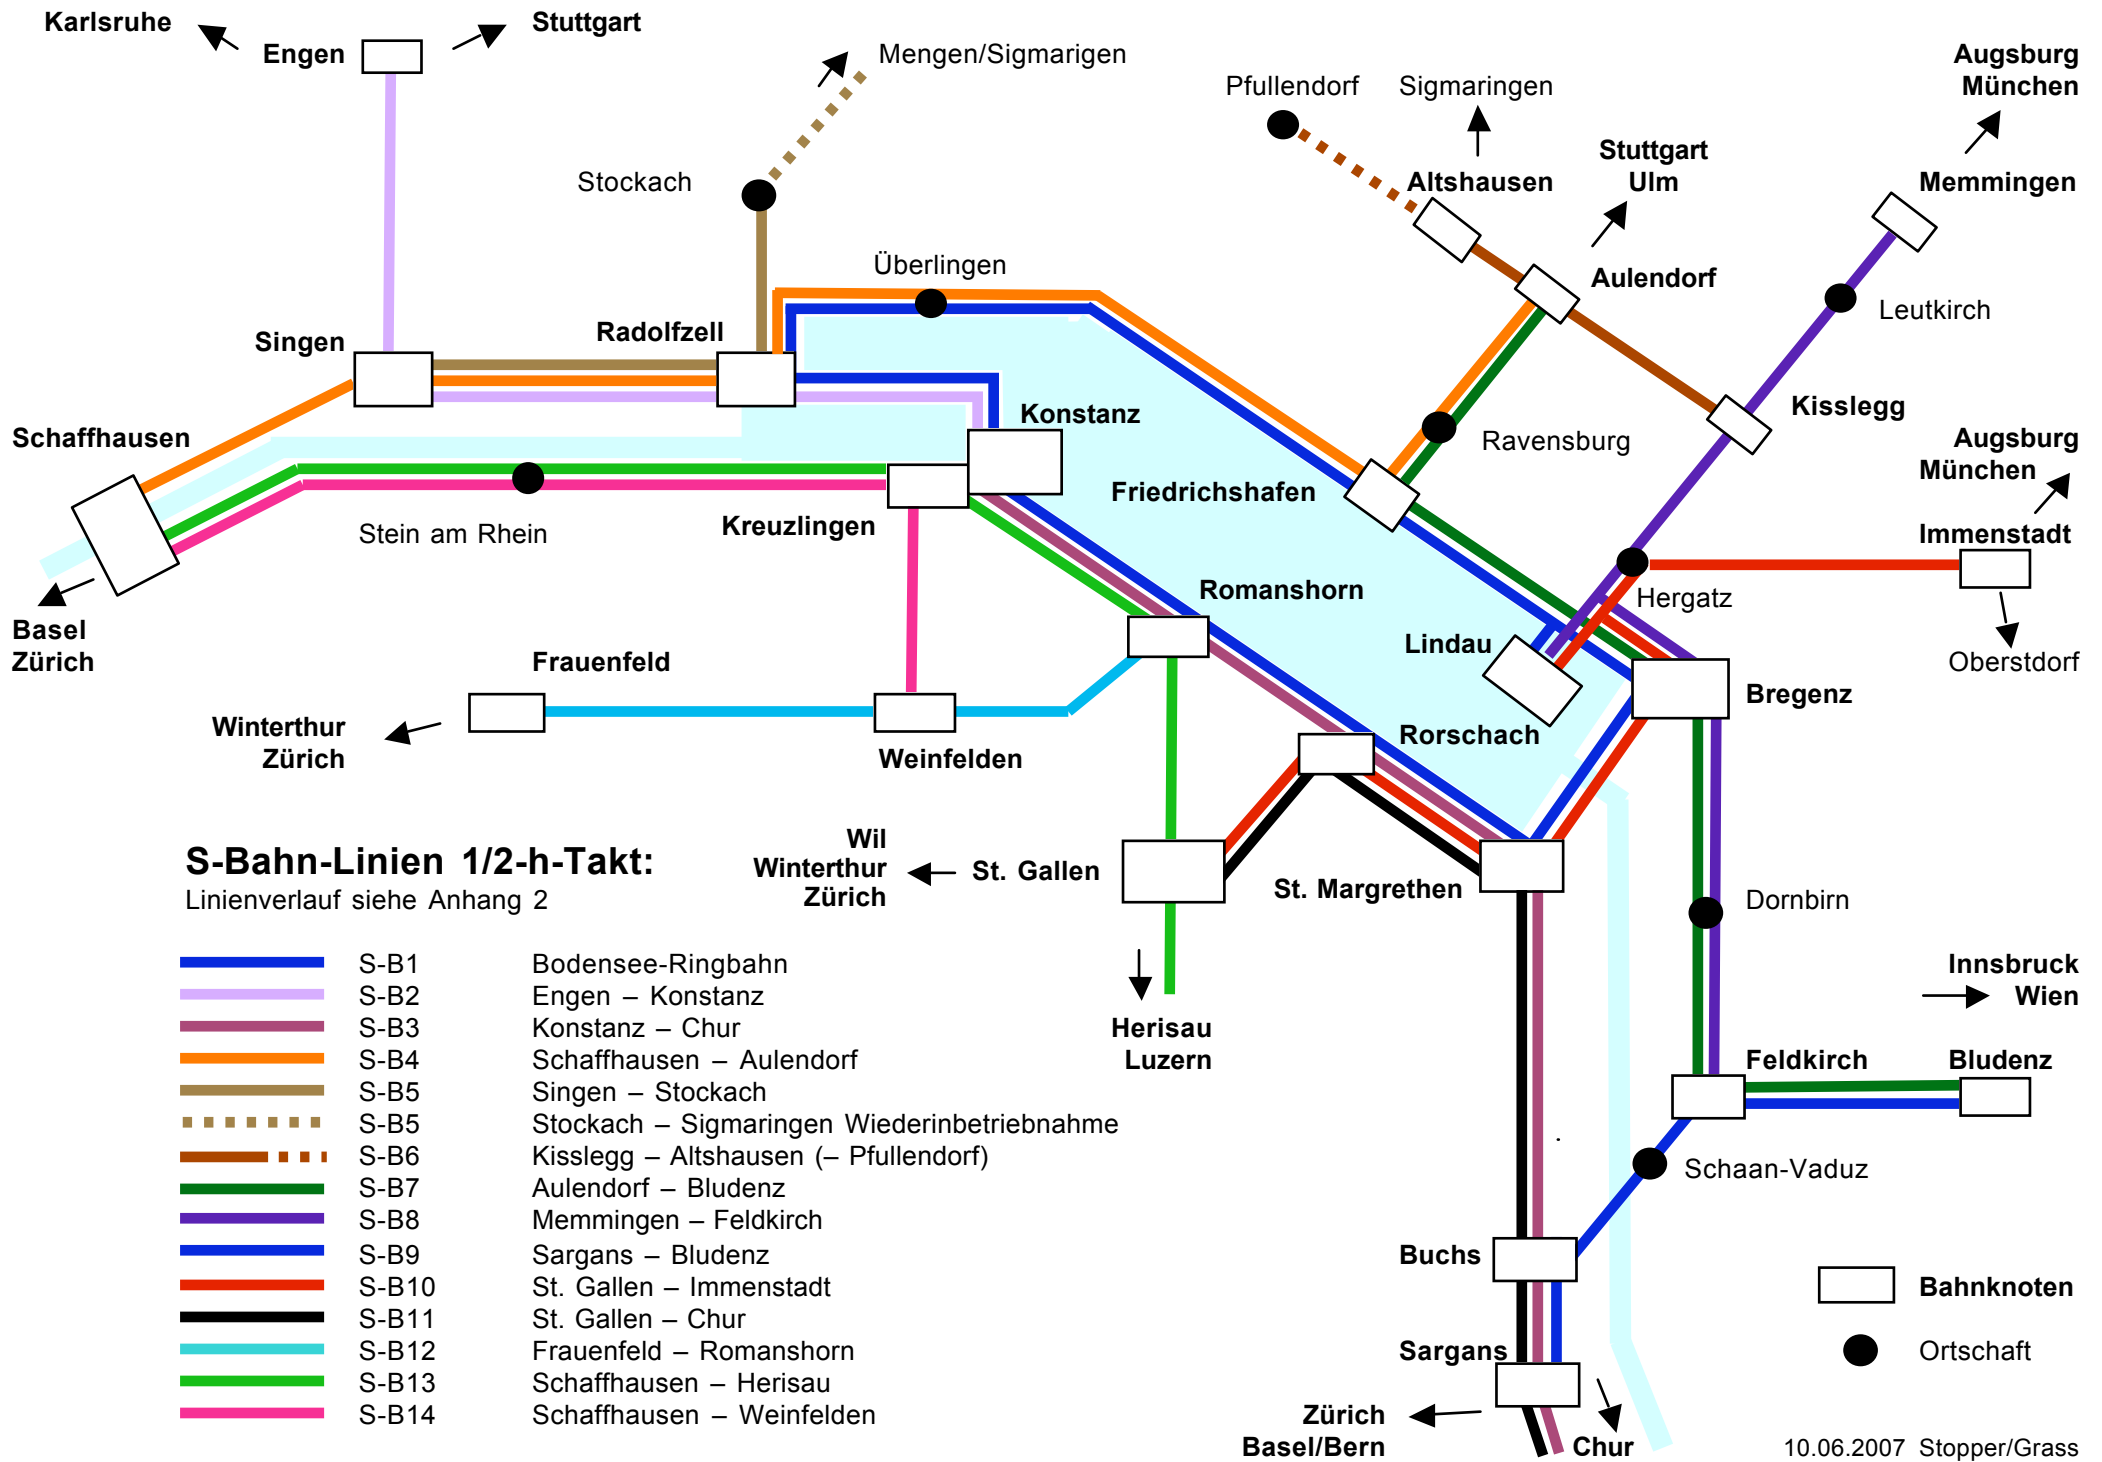 Karlsruhe
Stuttgart
Engen
Mengen/Sigmarigen
Augsburg
München
Pfullendorf
Sigmaringen
Stuttgart
Ulm
Stockach
Altshausen
Memmingen
Überlingen
Aulendorf
Leutkirch
Singen
Radolfzell
Konstanz
Kisslegg
Schaffhausen
Ravensburg
Augsburg
München
Friedrichshafen
Kreuzlingen
Stein am Rhein
Immenstadt
Romanshorn
Hergatz
Basel
Zürich
Frauenfeld
Lindau
Oberstdorf
Bregenz
Winterthur
Zürich
Weinfelden
Rorschach
Wil
Winterthur
Zürich
St. Gallen
St. Margrethen
Dornbirn
S-Bahn-Linien 1/2-h-Takt:
Linienverlauf siehe Anhang 2
S-B1 Bodensee-Ringbahn
S-B2 Engen – Konstanz
S-B3 Konstanz – Chur
S-B4 Schaffhausen – Aulendorf
S-B5 Singen – Stockach
S-B5 Stockach – Sigmaringen Wiederinbetriebnahme
S-B6 Kisslegg – Altshausen (– Pfullendorf)
S-B7 Aulendorf – Bludenz
S-B8 Memmingen – Feldkirch
S-B9 Sargans – Bludenz
S-B10 St. Gallen – Immenstadt
S-B11 St. Gallen – Chur
S-B12 Frauenfeld – Romanshorn
S-B13 Schaffhausen – Herisau
S-B14 Schaffhausen – Weinfelden
Herisau
Luzern
Innsbruck
Wien
Feldkirch
Bludenz
Schaan-Vaduz
Buchs
Sargans
Zürich
Basel/Bern
Chur
Bahnknoten
Ortschaft
10.06.2007 Stopper/Grass